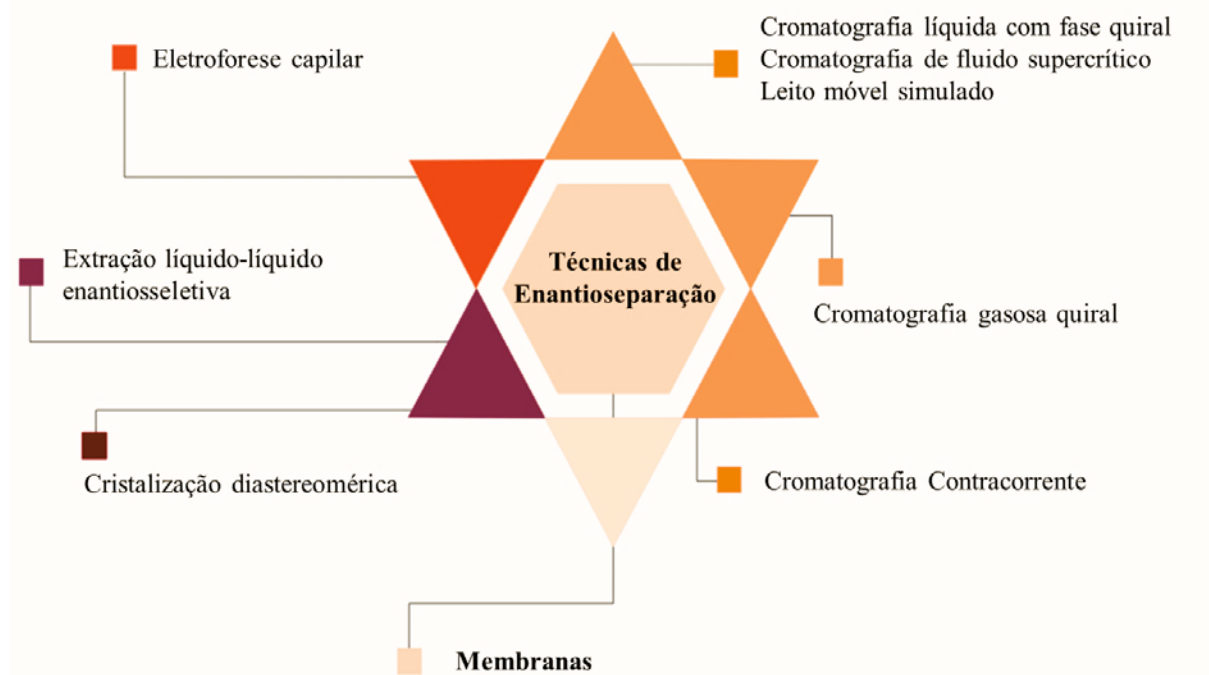 Eletroforese capilar
Cromatografia líquida com fase quiral
Cromatografia de fluido supercrítico
Leito móvel simulado
Extração líquido-líquido
enantiosseletiva
Técnicas de
Enantioseparação
Cromatografia gasosa quiral
Cristalização diastereomérica
Cromatografia Contracorrente
Membranas